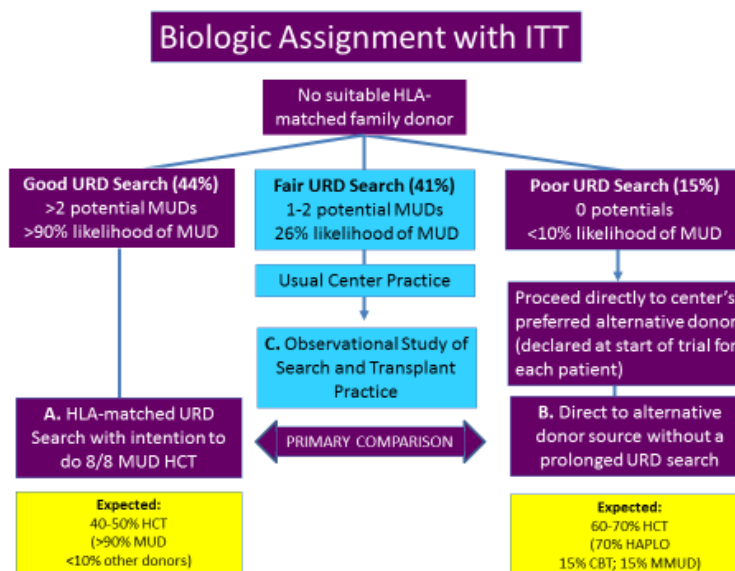 Biologic Assignment with ITT
No suitable HLA-
matched family donor
Good URD Search (44%)
>2 potential MUDs
>90% likelihood of MUD
Fair URD Search (41%)
1-2 potential MUDs
26% likelihood of MUD
Poor URD Search (15%)
0 potentials
<10% likelihood of MUD
Usual Center Practice
Proceed directly to center's
preferred alternative donor
(declared at start of trial for
each patient)
C. Observational Study of
Search and Transplant
Practice
A. HLA-matched URD
Search with intention to
do 8/8 MUD HCT
PRIMARY COMPARISON
B. Direct to alternative
donor source without a
prolonged URD search
Expected:
40-50% HCT
(>90% MUD
<10% other donors)
Expected:
60-70% HCT
(70% HAPLO
15% CBT; 15% MMUD)